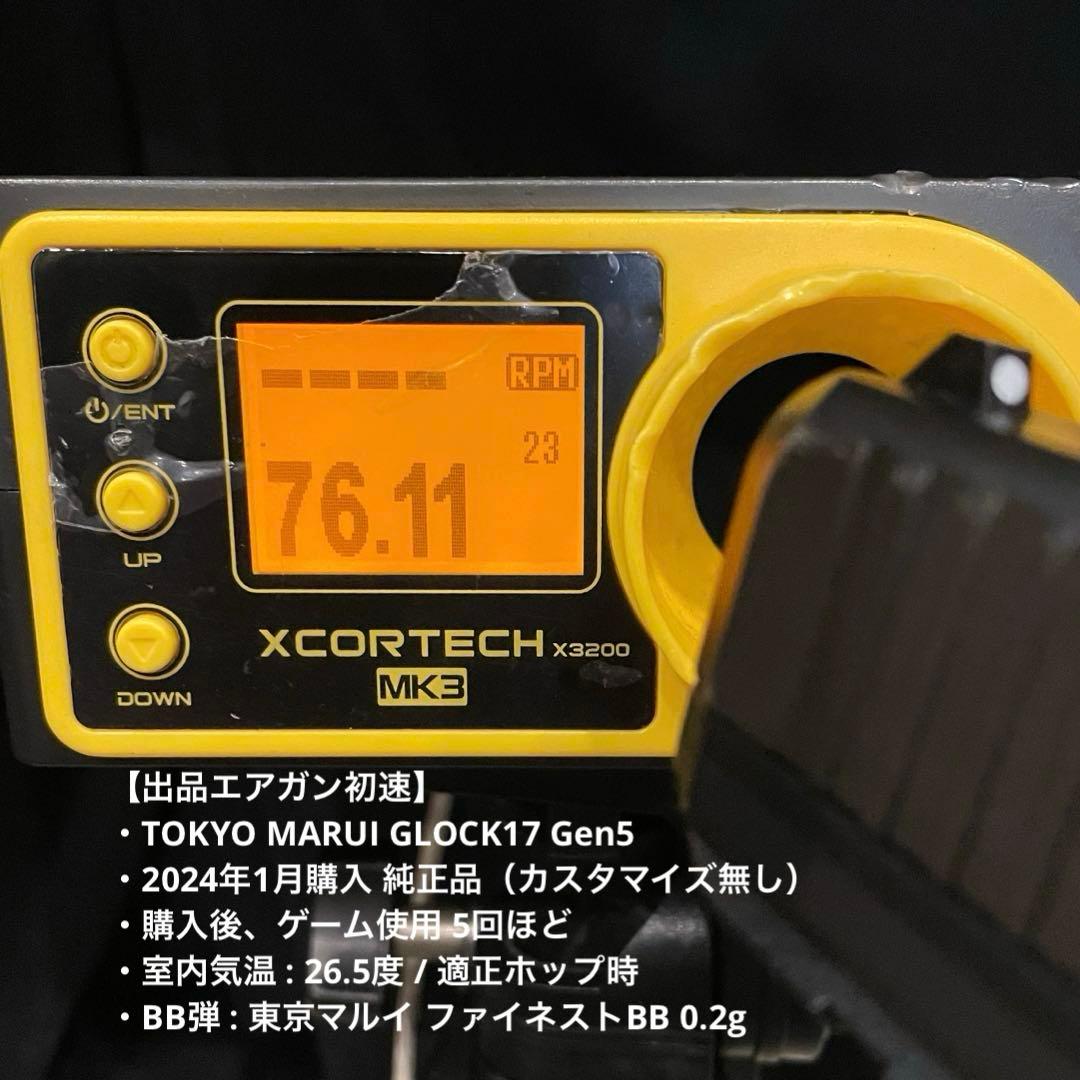 RPM
23
76.11
/ENT
UP
DOWN
XCORTECH X3200
MK3
【出品エアガン初速】
・TOKYO MARUI GLOCK17 Gen5
・2024年1月購入 純正品（カスタマイズ無し）
・購入後、ゲーム使用 5回ほど
・室内気温 : 26.5度 / 適正ホップ時
・BB弾 : 東京マルイ ファイネストBB 0.2g